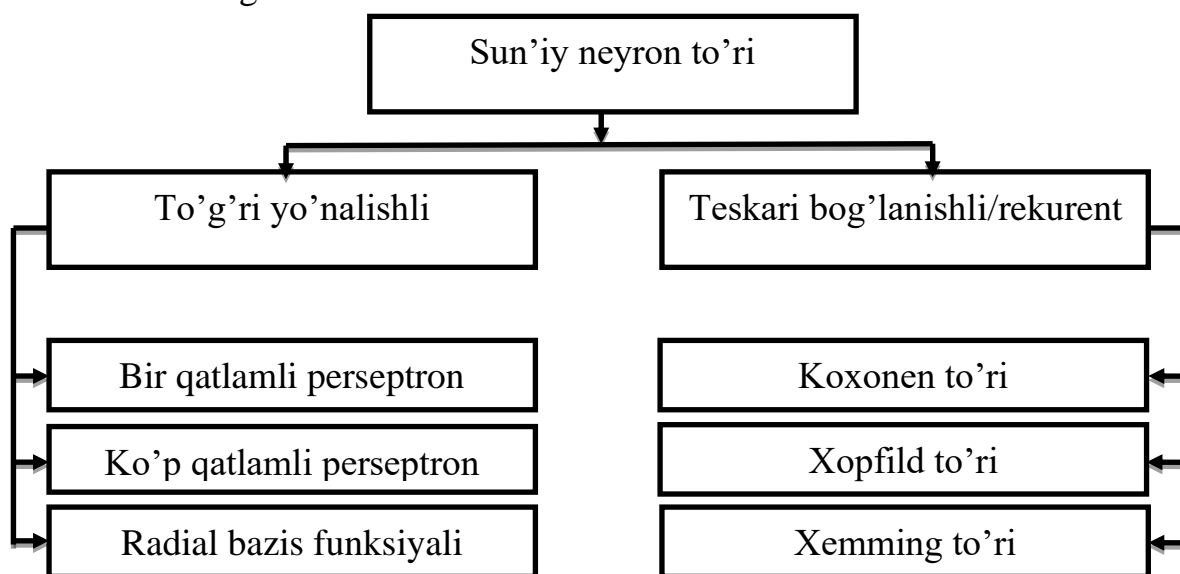 Sun’iy neyron to’ri
To’g’ri yo’nalishli
Teskari bog’lanishli/rekurent
Bir qatlamli perseptron
Koxonen to’ri
Ko’p qatlamli perseptron
Xopfild to’ri
Radial bazis funksiyali
Xemming to’ri